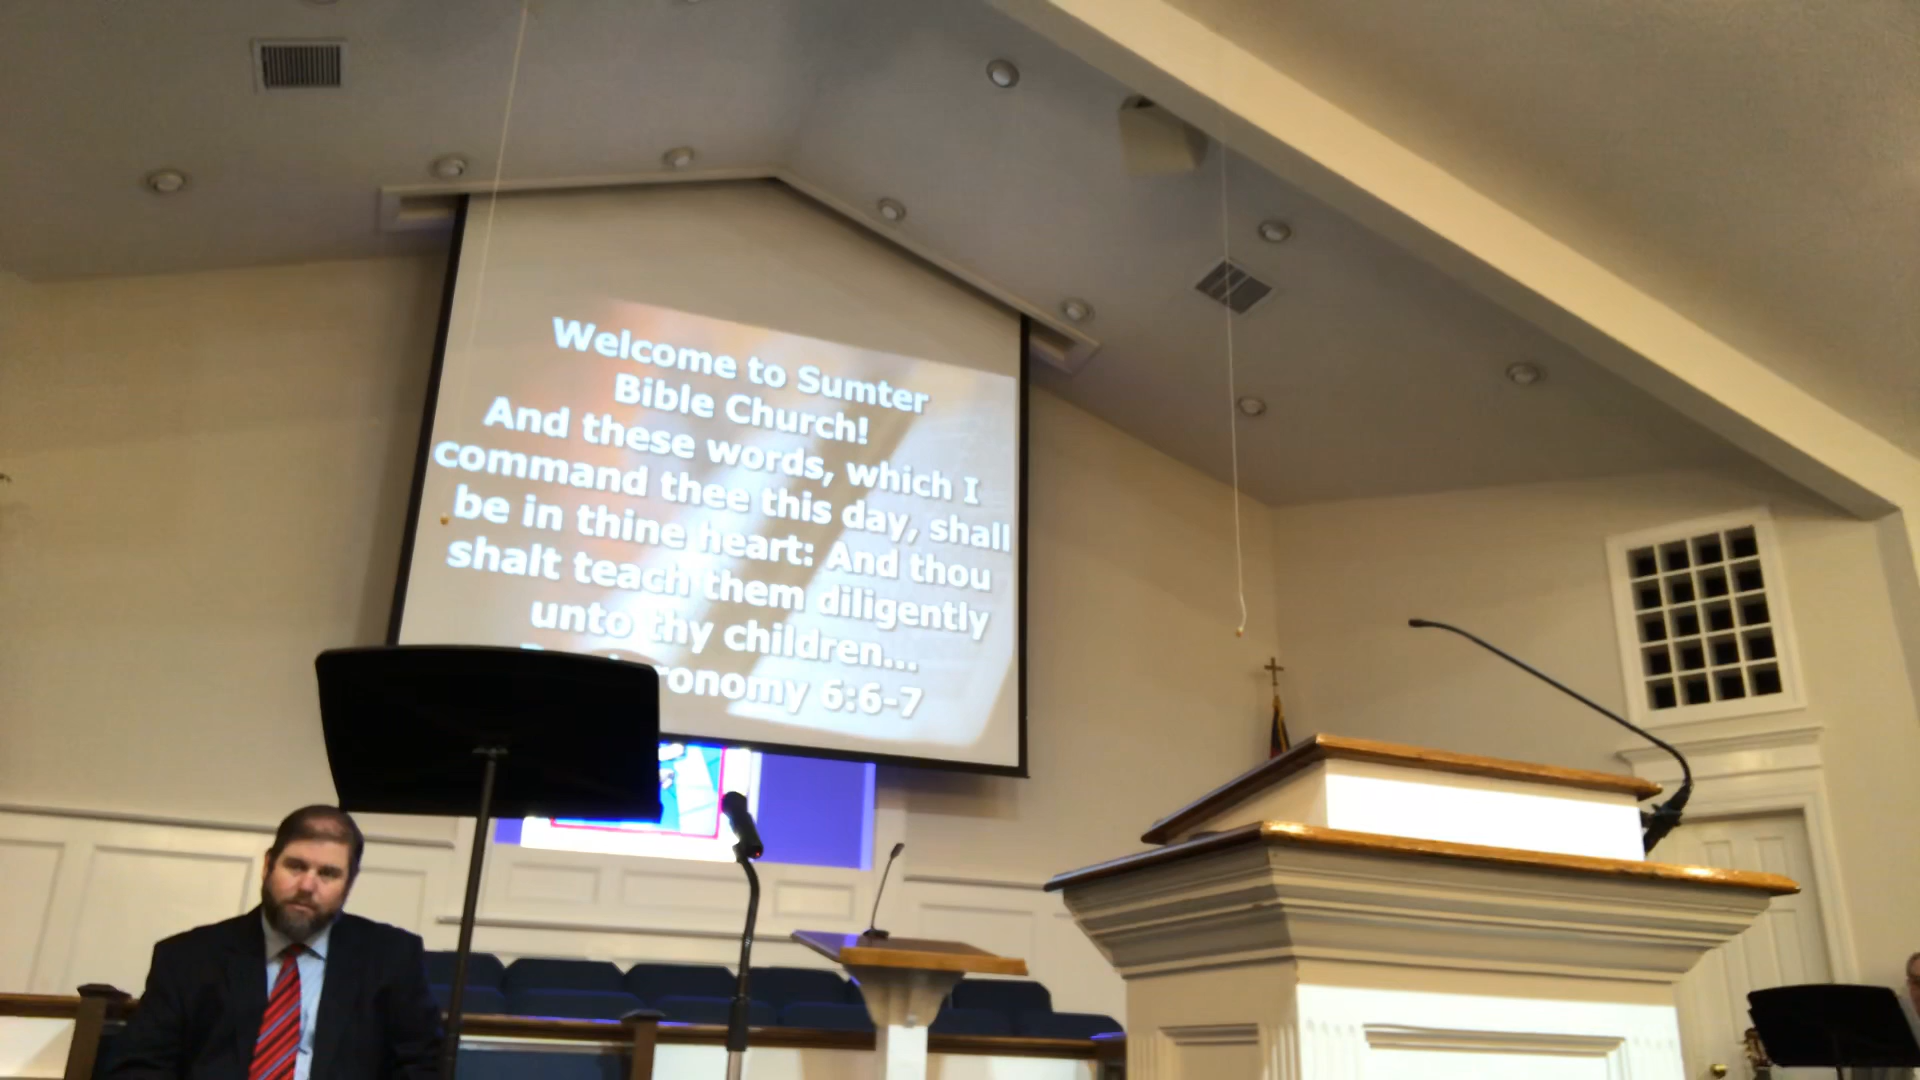 Welcome to Sumter
Bible Church!
And these words, which I
command thee this day, shall
be in thine heart: And thou
shalt teach them diligently
unto thy children...
6:6-7